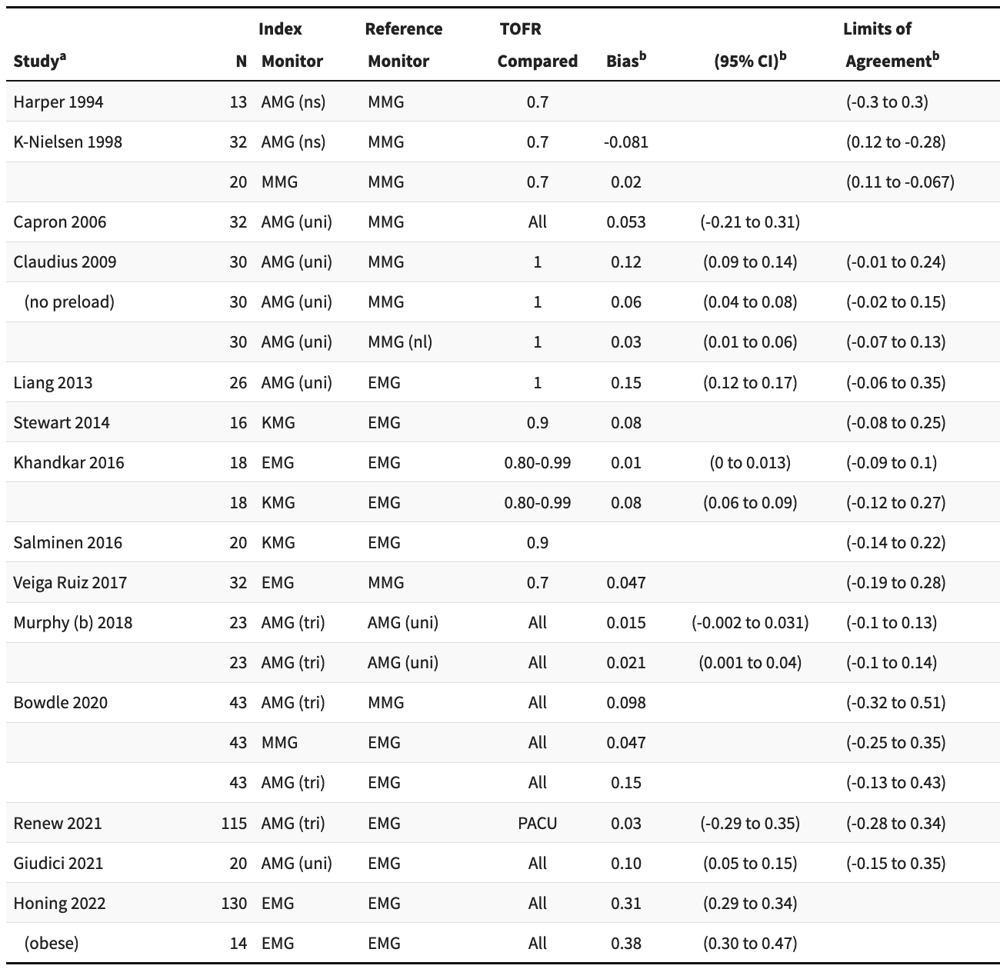 Index Reference TOFR Limits of
Studyᵃ N Monitor Monitor Compared Biasᵇ (95% CI)ᵇ Agreementᵇ
Harper 1994 13 AMG (ns) MMG 0.7 (-0.3 to 0.3)
K-Nielsen 1998 32 AMG (ns) MMG 0.7 -0.081 (0.12 to -0.28)
20 MMG MMG 0.7 0.02 (0.11 to -0.067)
Capron 2006 32 AMG (uni) MMG All 0.053 (-0.21 to 0.31)
Claudius 2009 30 AMG (uni) MMG 1 0.12 (0.09 to 0.14) (-0.01 to 0.24)
(no preload) 30 AMG (uni) MMG 1 0.06 (0.04 to 0.08) (-0.02 to 0.15)
30 AMG (uni) MMG (nl) 1 0.03 (0.01 to 0.06) (-0.07 to 0.13)
Liang 2013 26 AMG (uni) EMG 1 0.15 (0.12 to 0.17) (-0.06 to 0.35)
Stewart 2014 16 KMG EMG 0.9 0.08 (-0.08 to 0.25)
Khandkar 2016 18 EMG EMG 0.80-0.99 0.01 (0 to 0.013) (-0.09 to 0.1)
18 KMG EMG 0.80-0.99 0.08 (0.06 to 0.09) (-0.12 to 0.27)
Salminen 2016 20 KMG EMG 0.9 (-0.14 to 0.22)
Veiga Ruiz 2017 32 EMG MMG 0.7 0.047 (-0.19 to 0.28)
Murphy (b) 2018 23 AMG (tri) AMG (uni) All 0.015 (-0.002 to 0.031) (-0.1 to 0.13)
23 AMG (tri) AMG (uni) All 0.021 (0.001 to 0.04) (-0.1 to 0.14)
Bowdle 2020 43 AMG (tri) MMG All 0.098 (-0.32 to 0.51)
43 MMG EMG All 0.047 (-0.25 to 0.35)
43 AMG (tri) EMG All 0.15 (-0.13 to 0.43)
Renew 2021 115 AMG (tri) EMG PACU 0.03 (-0.29 to 0.35) (-0.28 to 0.34)
Giudici 2021 20 AMG (uni) EMG All 0.10 (0.05 to 0.15) (-0.15 to 0.35)
Honing 2022 130 EMG EMG All 0.31 (0.29 to 0.34)
(obese) 14 EMG EMG All 0.38 (0.30 to 0.47)